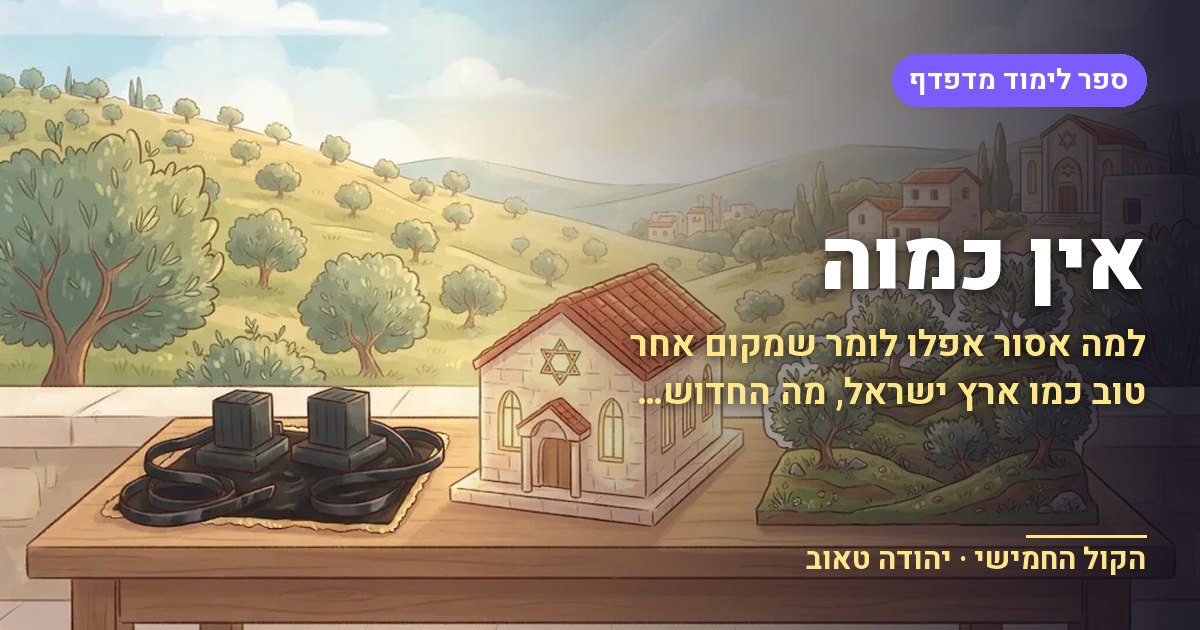 ספר לימוד מדפדף
אין כמוה
למה אסור אפלו לומר שמקום אחר
טוב כמו ארץ ישראל, מה החדוש...
הקול החמישי · יהודה טאוב